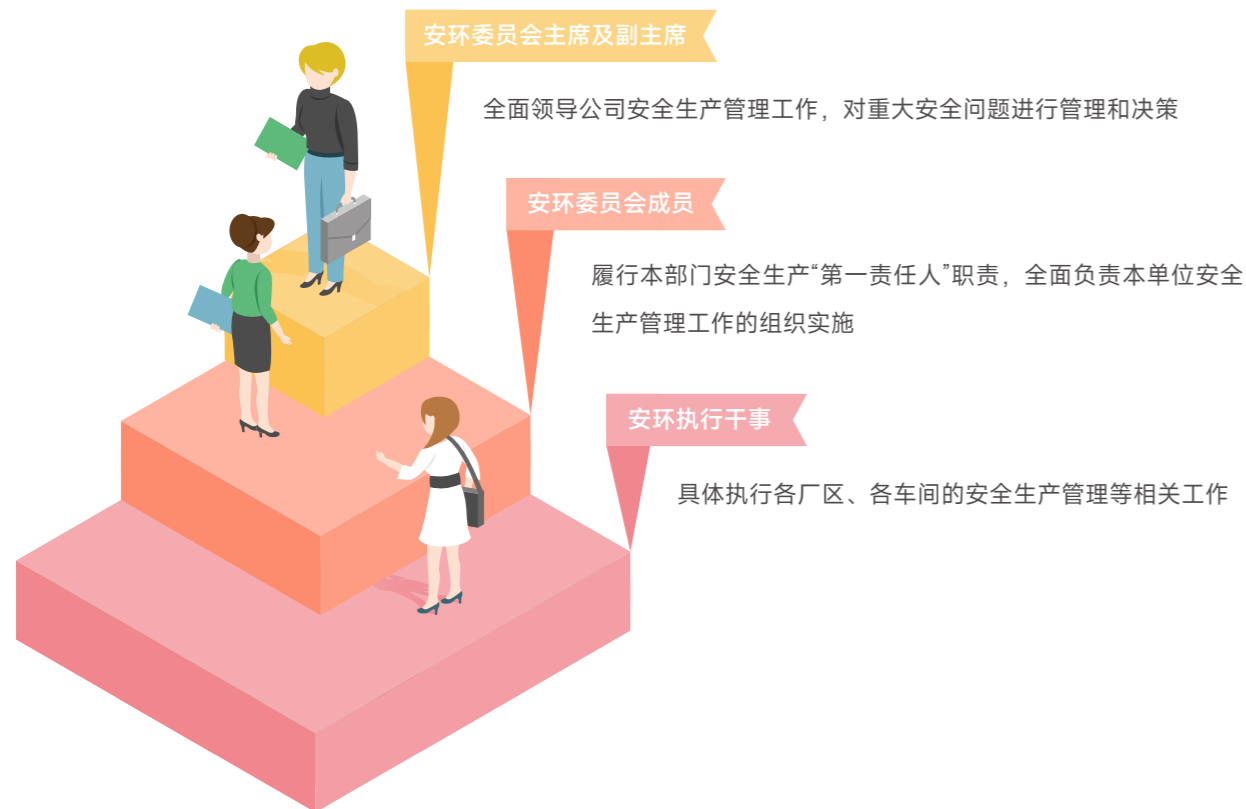 安环委员会主席及副主席
全面领导公司安全生产管理工作，对重大安全问题进行管理和决策
安环委员会成员
履行本部门安全生产“第一责任人”职责，全面负责本单位安全
生产管理工作的组织实施
安环执行干事
具体执行各厂区、各车间的安全生产管理等相关工作